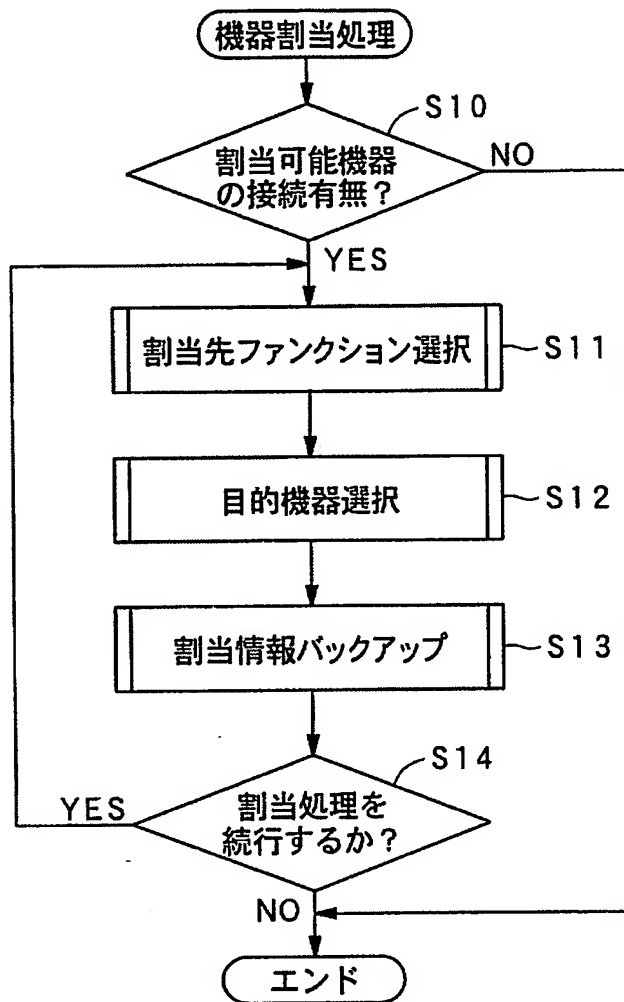 機器割当処理
S10
割当可能機器
の接続有無?
NO
YES
割当先ファンクション選択
S11
目的機器選択
S12
割当情報バックアップ
S13
S14
割当処理を
続行するか?
YES
NO
エンド